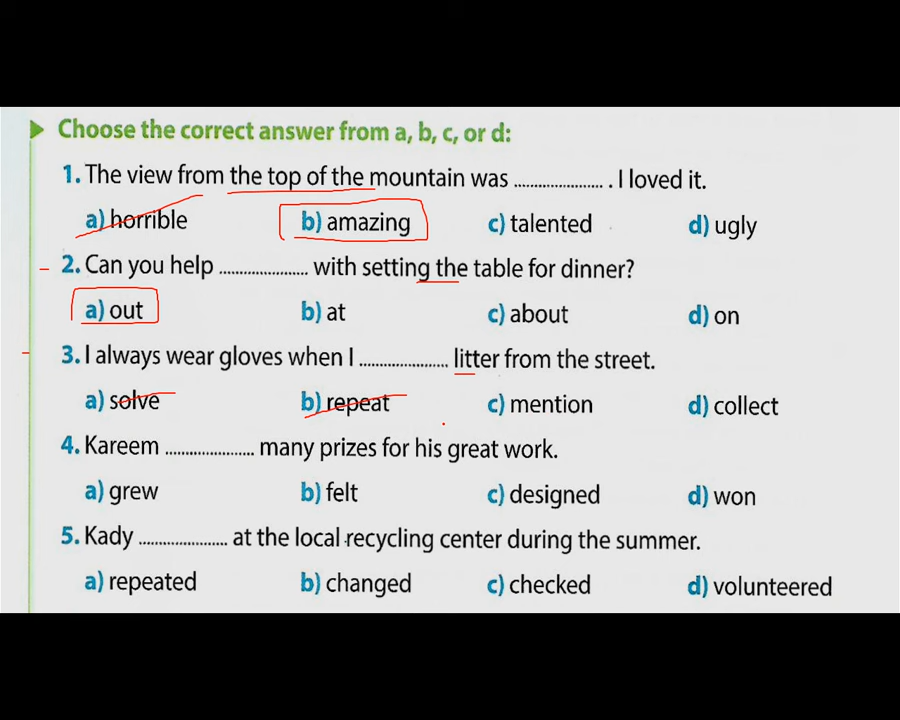 Choose the correct answer from a, b, c, or d:
1. The view from the top of the mountain was ...................... . I loved it.
a) horrible b) amazing c) talented d) ugly
2. Can you help ...................... with setting the table for dinner?
a) out b) at c) about d) on
3. I always wear gloves when I ...................... litter from the street.
a) solve b) repeat c) mention d) collect
4. Kareem ...................... many prizes for his great work.
a) grew b) felt c) designed d) won
5. Kady ...................... at the local recycling center during the summer.
a) repeated b) changed c) checked d) volunteered